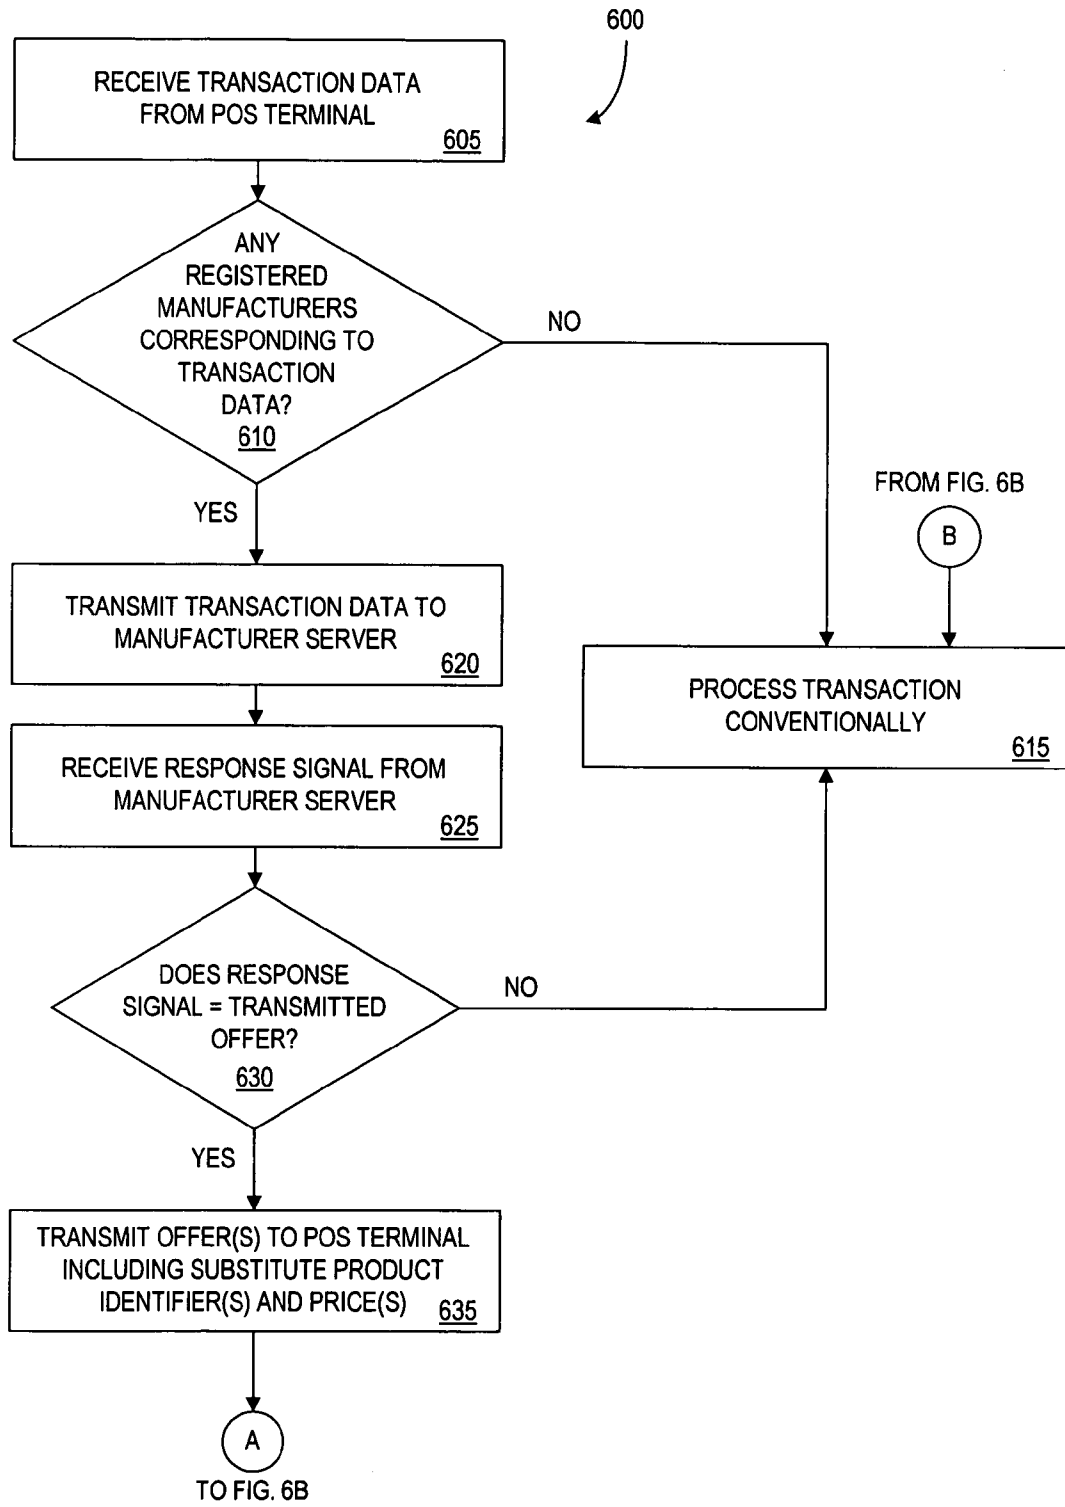 600
RECEIVE TRANSACTION DATA
FROM POS TERMINAL
605
ANY
REGISTERED
MANUFACTURERS
CORRESPONDING TO
TRANSACTION
DATA?
610
NO
YES
FROM FIG. 6B
B
TRANSMIT TRANSACTION DATA TO
MANUFACTURER SERVER
620
PROCESS TRANSACTION
CONVENTIONALLY
615
RECEIVE RESPONSE SIGNAL FROM
MANUFACTURER SERVER
625
DOES RESPONSE
SIGNAL = TRANSMITTED
OFFER?
630
NO
YES
TRANSMIT OFFER(S) TO POS TERMINAL
INCLUDING SUBSTITUTE PRODUCT
IDENTIFIER(S) AND PRICE(S)
635
A
TO FIG. 6B